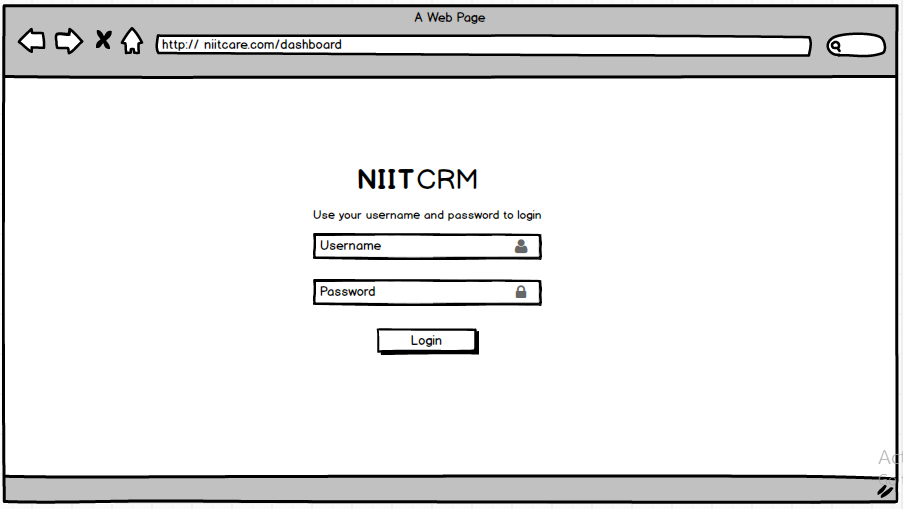 A Web Page
http:// niitcare.com/dashboard
NIITCRM
Use your username and password to login
Username
Password
Login